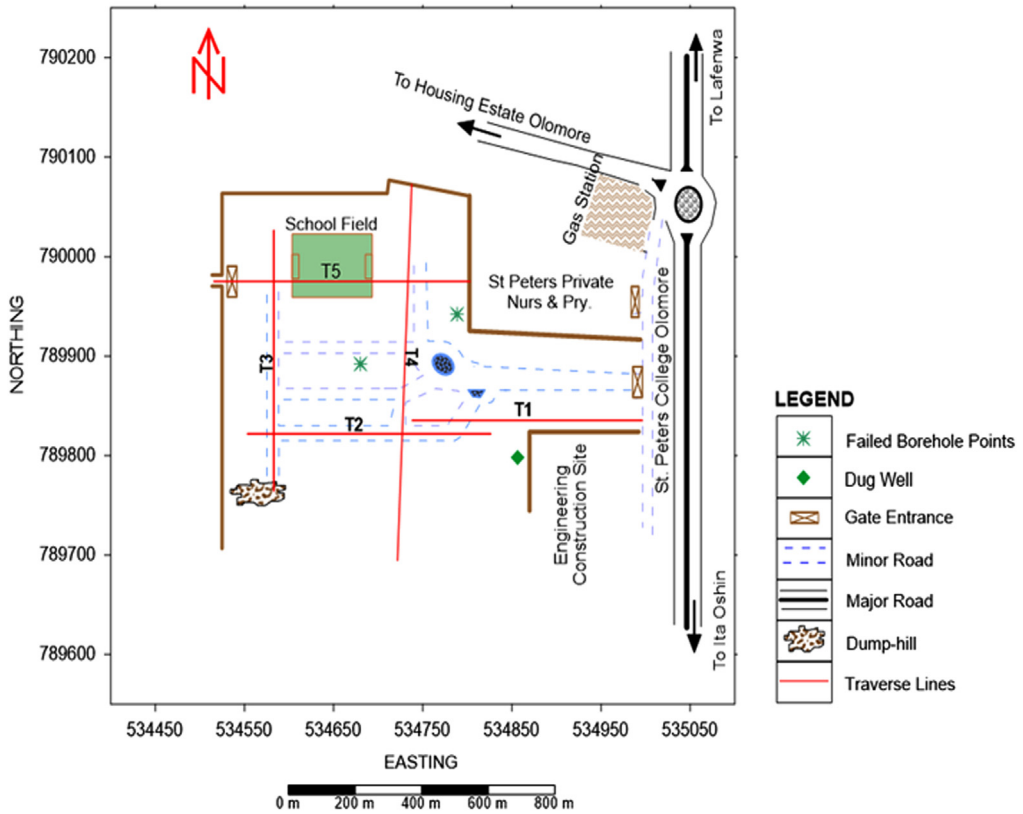 NORTHING
790200
790100
790000
789900
789800
789700
789600
N
To Housing Estate Olomore
To Lafenwa
Gas Station
School Field
T5
St Peters Private
Nurs & Pry.
St. Peters College Olomore
T3
T4
T1
T2
Engineering
Construction Site
To Ita Oshin
534450
534550
534650
534750
534850
534950
535050
EASTING
0 m
200 m
400 m
600 m
800 m
LEGEND
Failed Borehole Points
Dug Well
Gate Entrance
Minor Road
Major Road
Dump-hill
Traverse Lines